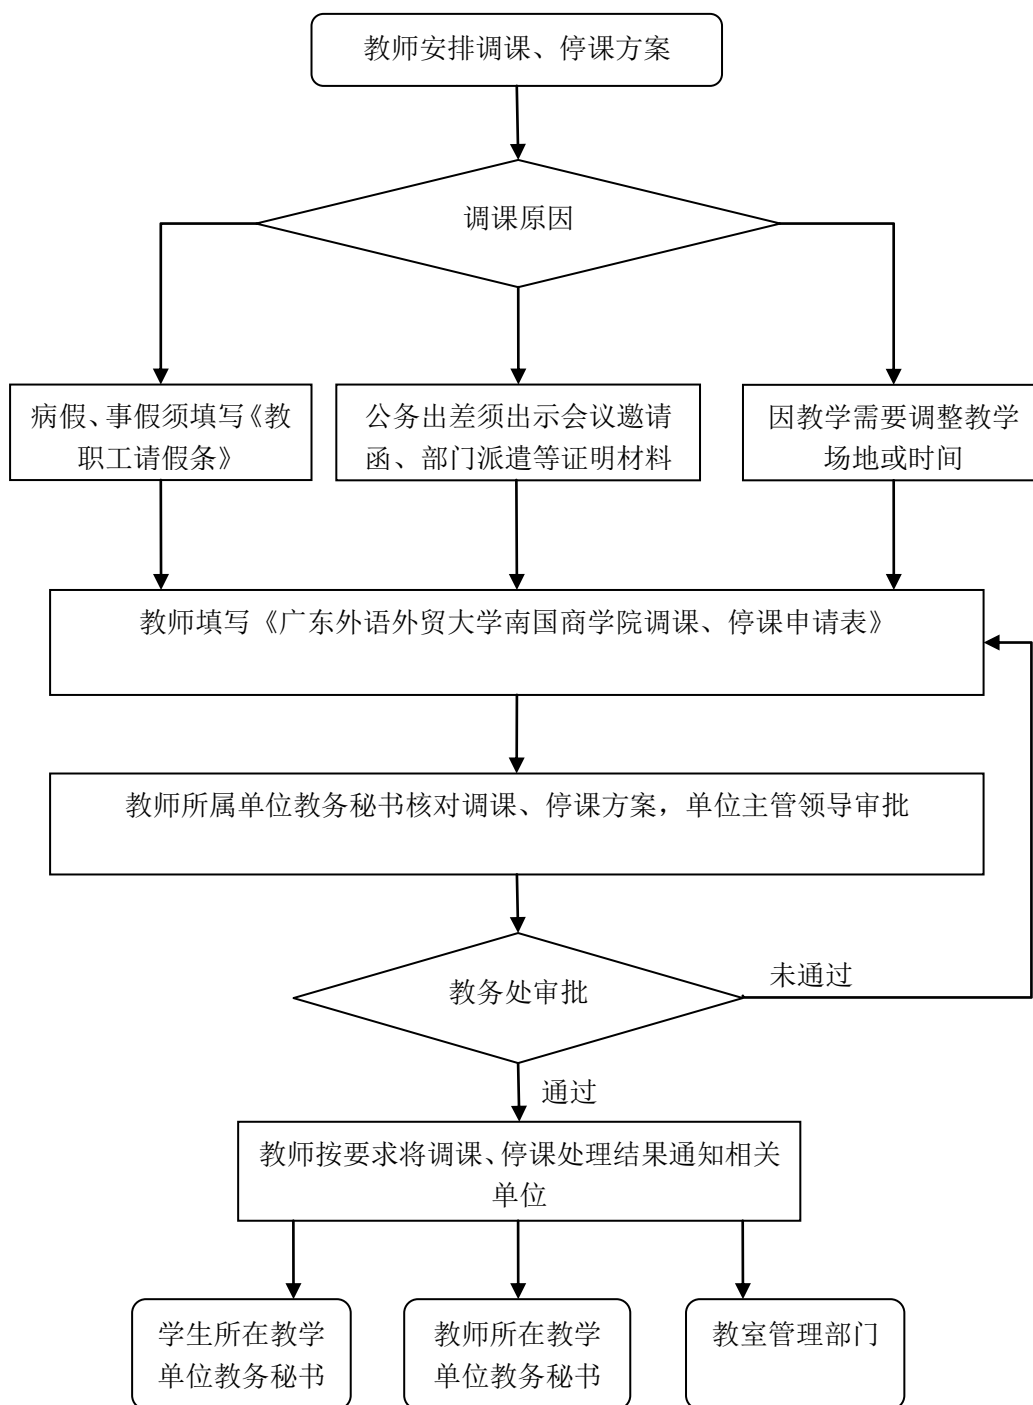 教师安排调课、停课方案
调课原因
病假、事假须填写《教
职工请假条》
公务出差须出示会议邀请
函、部门派遣等证明材料
因教学需要调整教学
场地或时间
教师填写《广东外语外贸大学南国商学院调课、停课申请表》
教师所属单位教务秘书核对调课、停课方案，单位主管领导审批
教务处审批
未通过
通过
教师按要求将调课、停课处理结果通知相关
单位
学生所在教学
单位教务秘书
教师所在教学
单位教务秘书
教室管理部门